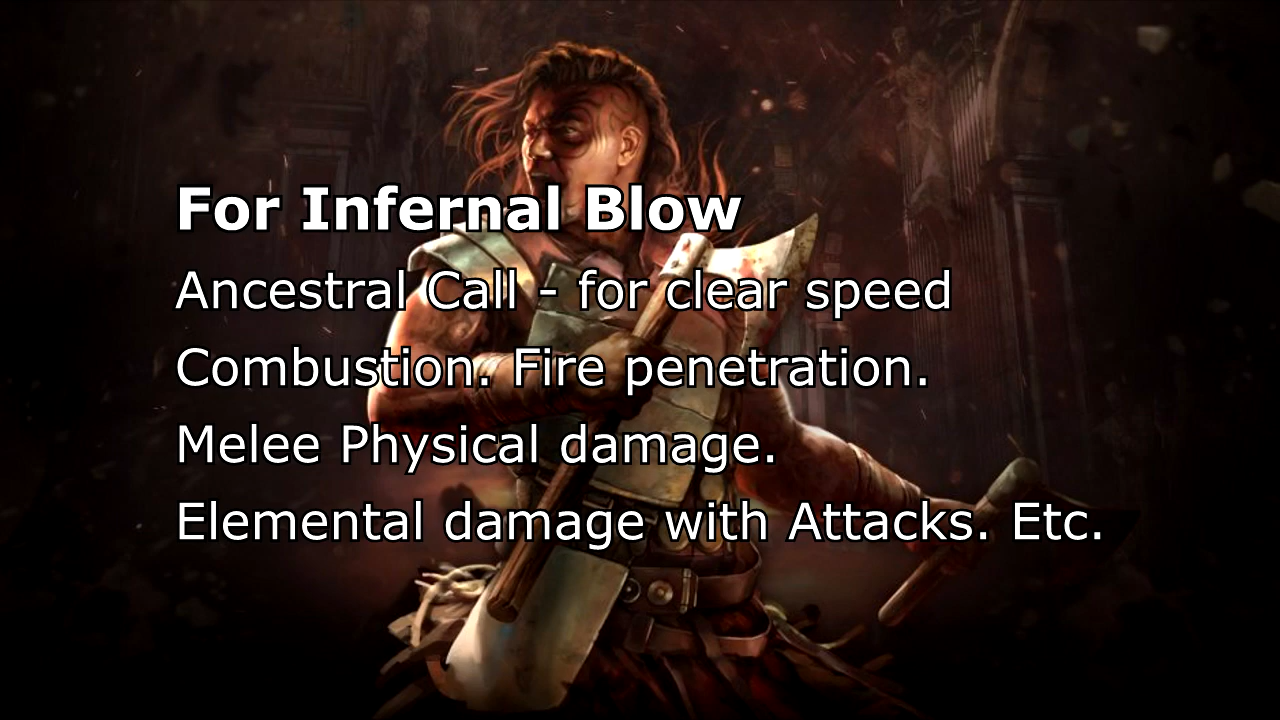 For Infernal Blow
Ancestral Call - for clear speed
Combustion. Fire penetration.
Melee Physical damage.
Elemental damage with Attacks. Etc.